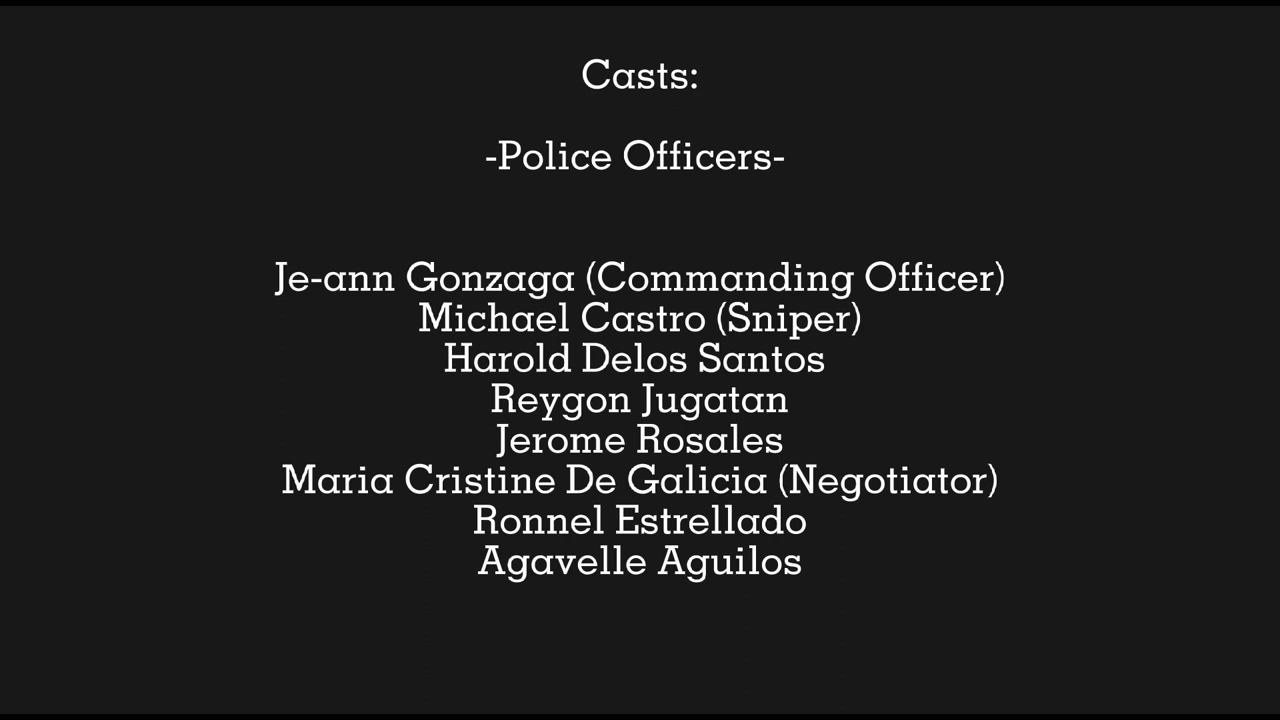 Casts:
-Police Officers-
Je-ann Gonzaga (Commanding Officer)
Michael Castro (Sniper)
Harold Delos Santos
Reygon Jugatan
Jerome Rosales
Maria Cristine De Galicia (Negotiator)
Ronnel Estrellado
Agavelle Aguilos